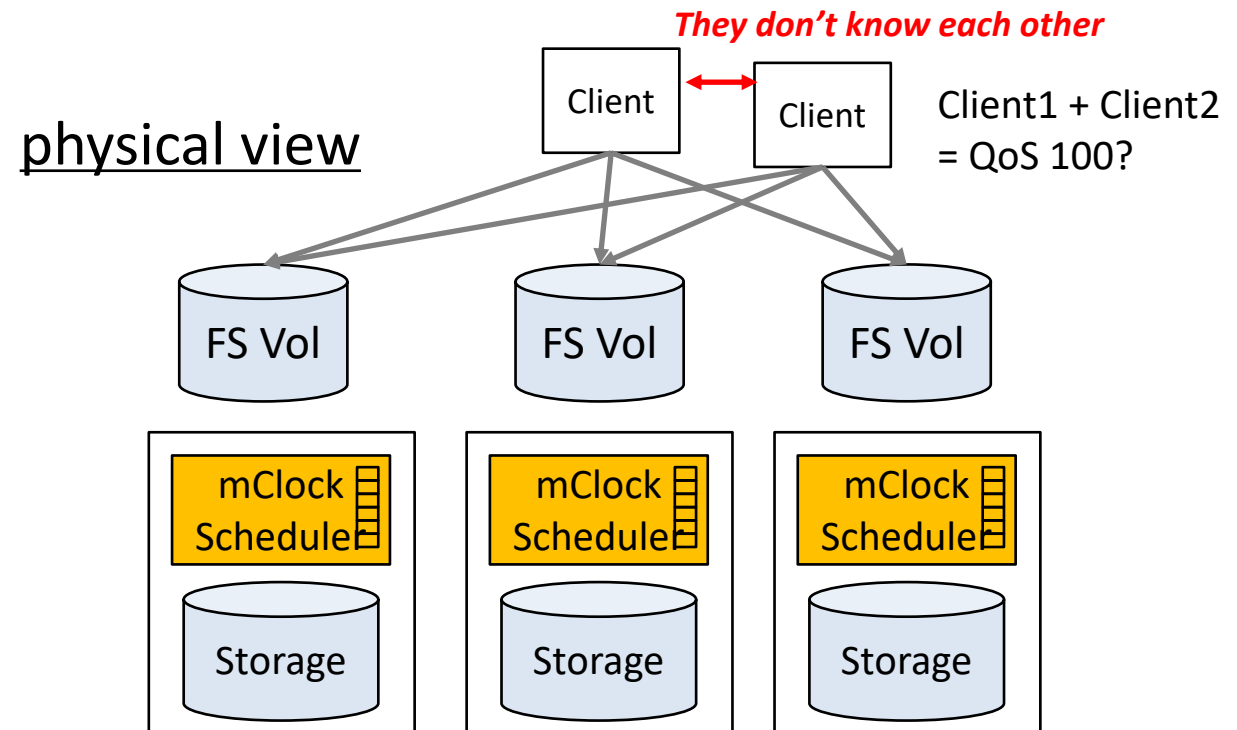 They don't know each other
Client
Client
Client1 + Client2
= QoS 100?
physical view
FS Vol
FS Vol
FS Vol
mClock
Scheduler
mClock
Scheduler
mClock
Scheduler
Storage
Storage
Storage